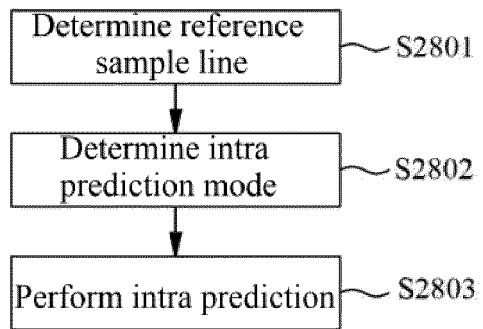 Determine reference
sample line
S2801
Determine intra
prediction mode
S2802
Perform intra prediction
S2803